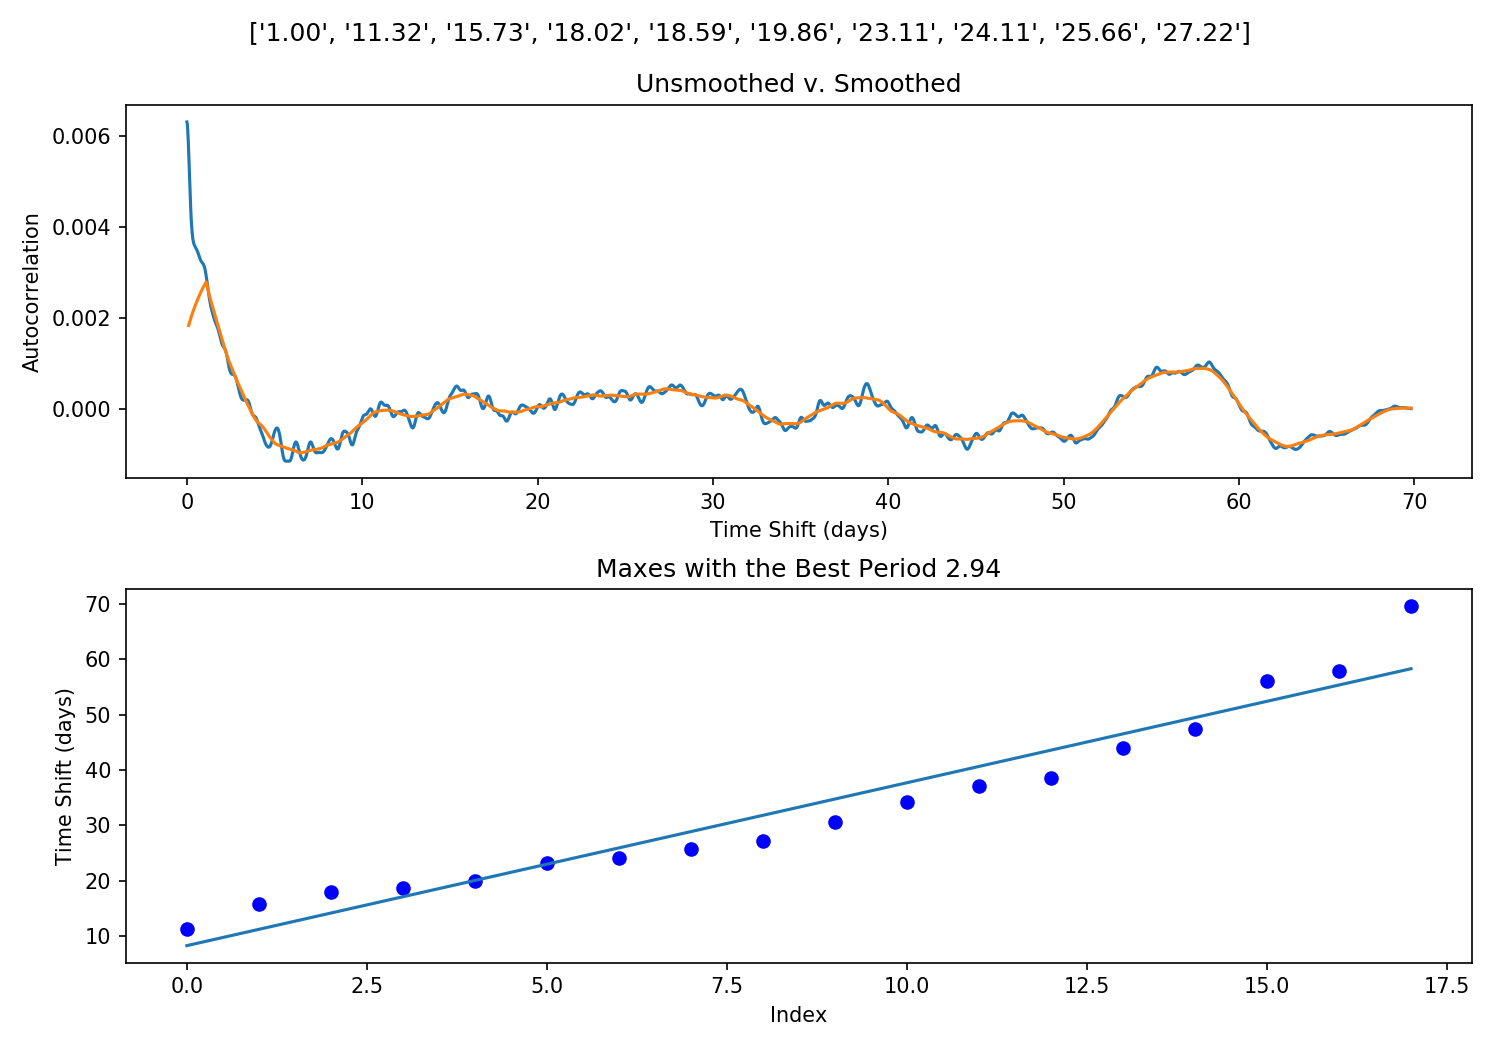 ['1.00', '11.32', '15.73', '18.02', '18.59', '19.86', '23.11', '24.11', '25.66', '27.22']
Unsmoothed v. Smoothed
Autocorrelation
0.006
0.004
0.002
0.000
0 10 20 30 40 50 60 70
Time Shift (days)
Maxes with the Best Period 2.94
Time Shift (days)
70
60
50
40
30
20
10
0.0 2.5 5.0 7.5 10.0 12.5 15.0 17.5
Index